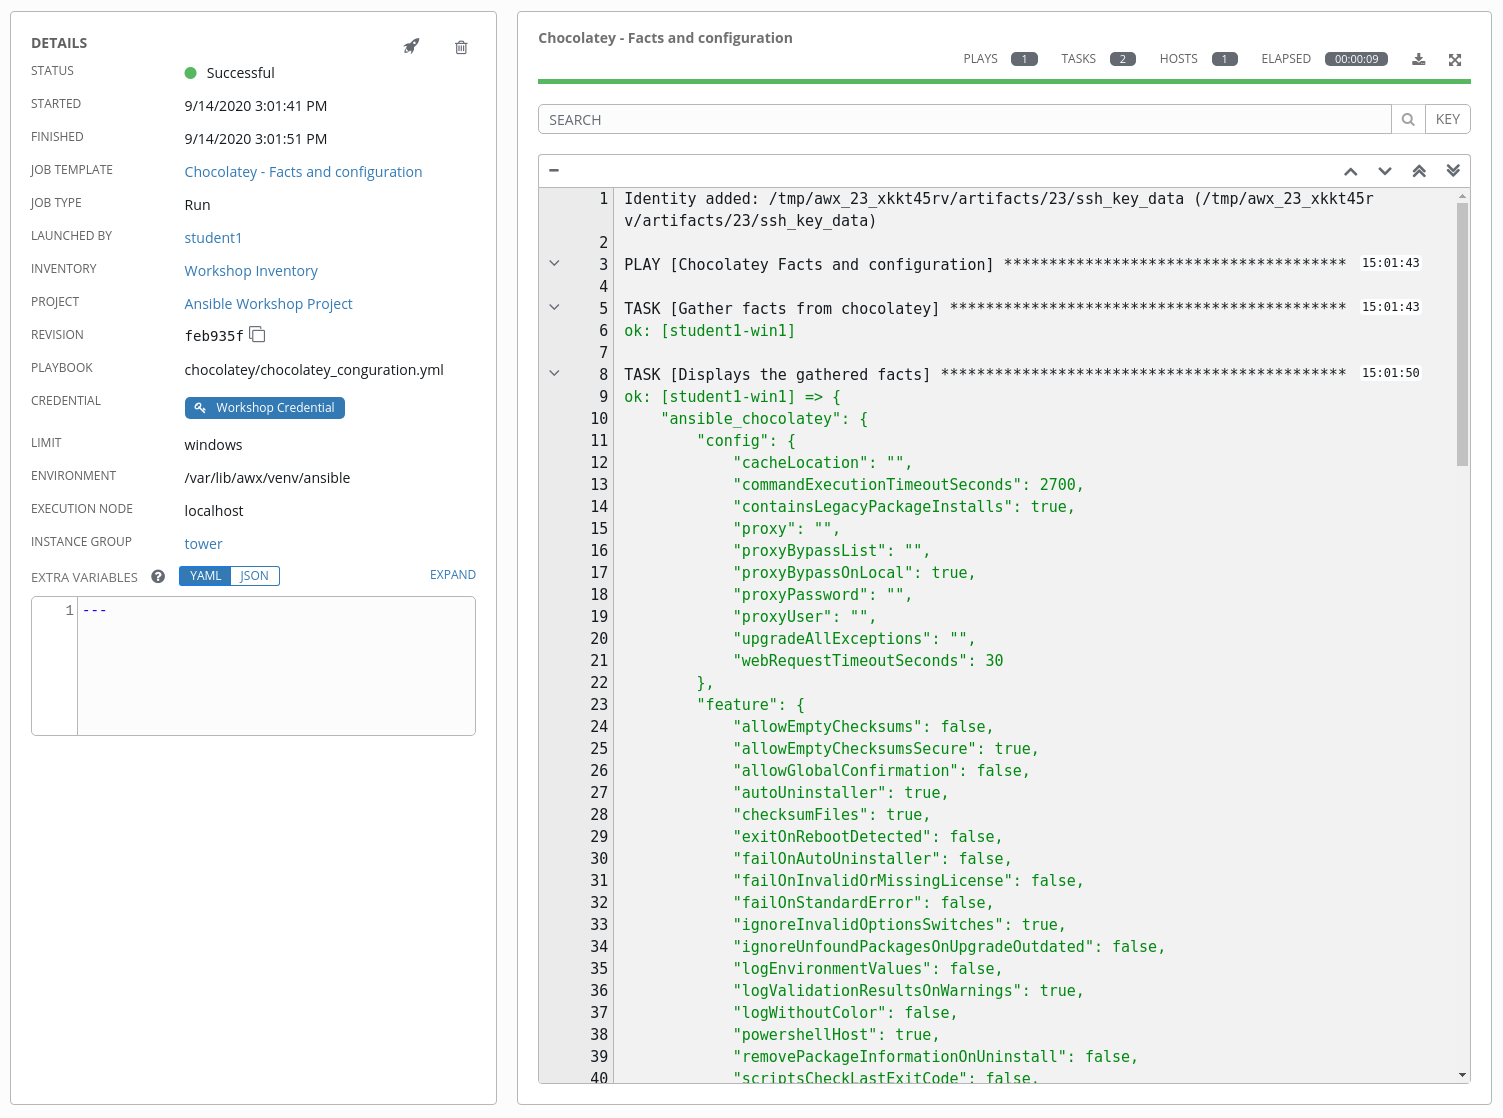 DETAILS
STATUS Successful
STARTED 9/14/2020 3:01:41 PM
FINISHED 9/14/2020 3:01:51 PM
JOB TEMPLATE Chocolatey - Facts and configuration
JOB TYPE Run
LAUNCHED BY student1
INVENTORY Workshop Inventory
PROJECT Ansible Workshop Project
REVISION feb935f
PLAYBOOK chocolatey/chocolatey_conguration.yml
CREDENTIAL Workshop Credential
LIMIT windows
ENVIRONMENT /var/lib/awx/venv/ansible
EXECUTION NODE localhost
INSTANCE GROUP tower
EXTRA VARIABLES ? YAML JSON EXPAND
1 ---
Chocolatey - Facts and configuration
PLAYS 1 TASKS 2 HOSTS 1 ELAPSED 00:00:09
SEARCH KEY
1 Identity added: /tmp/awx_23_xkkt45rv/artifacts/23/ssh_key_data (/tmp/awx_23_xkkt45r
v/artifacts/23/ssh_key_data)
2
3 PLAY [Chocolatey Facts and configuration] ************************************** 15:01:43
4
5 TASK [Gather facts from chocolatey] ******************************************** 15:01:43
6 ok: [student1-win1]
7
8 TASK [Displays the gathered facts] ********************************************* 15:01:50
9 ok: [student1-win1] => {
10     "ansible_chocolatey": {
11         "config": {
12             "cacheLocation": "",
13             "commandExecutionTimeoutSeconds": 2700,
14             "containsLegacyPackageInstalls": true,
15             "proxy": "",
16             "proxyBypassList": "",
17             "proxyBypassOnLocal": true,
18             "proxyPassword": "",
19             "proxyUser": "",
20             "upgradeAllExceptions": "",
21             "webRequestTimeoutSeconds": 30
22         },
23         "feature": {
24             "allowEmptyChecksums": false,
25             "allowEmptyChecksumsSecure": true,
26             "allowGlobalConfirmation": false,
27             "autoUninstaller": true,
28             "checksumFiles": true,
29             "exitOnRebootDetected": false,
30             "failOnAutoUninstaller": false,
31             "failOnInvalidOrMissingLicense": false,
32             "failOnStandardError": false,
33             "ignoreInvalidOptionsSwitches": true,
34             "ignoreUnfoundPackagesOnUpgradeOutdated": false,
35             "logEnvironmentValues": false,
36             "logValidationResultsOnWarnings": true,
37             "logWithoutColor": false,
38             "powershellHost": true,
39             "removePackageInformationOnUninstall": false,
40             "scriptsCheckLastExitCode": false,